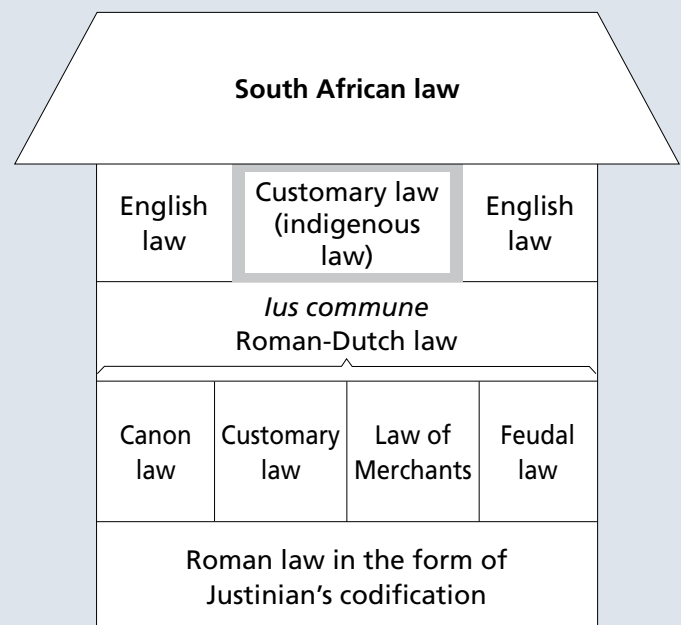 South African law
English
law
Customary law
(indigenous
law)
English
law
Ius commune
Roman-Dutch law
Canon
law
Customary
law
Law of
Merchants
Feudal
law
Roman law in the form of
Justinian’s codification